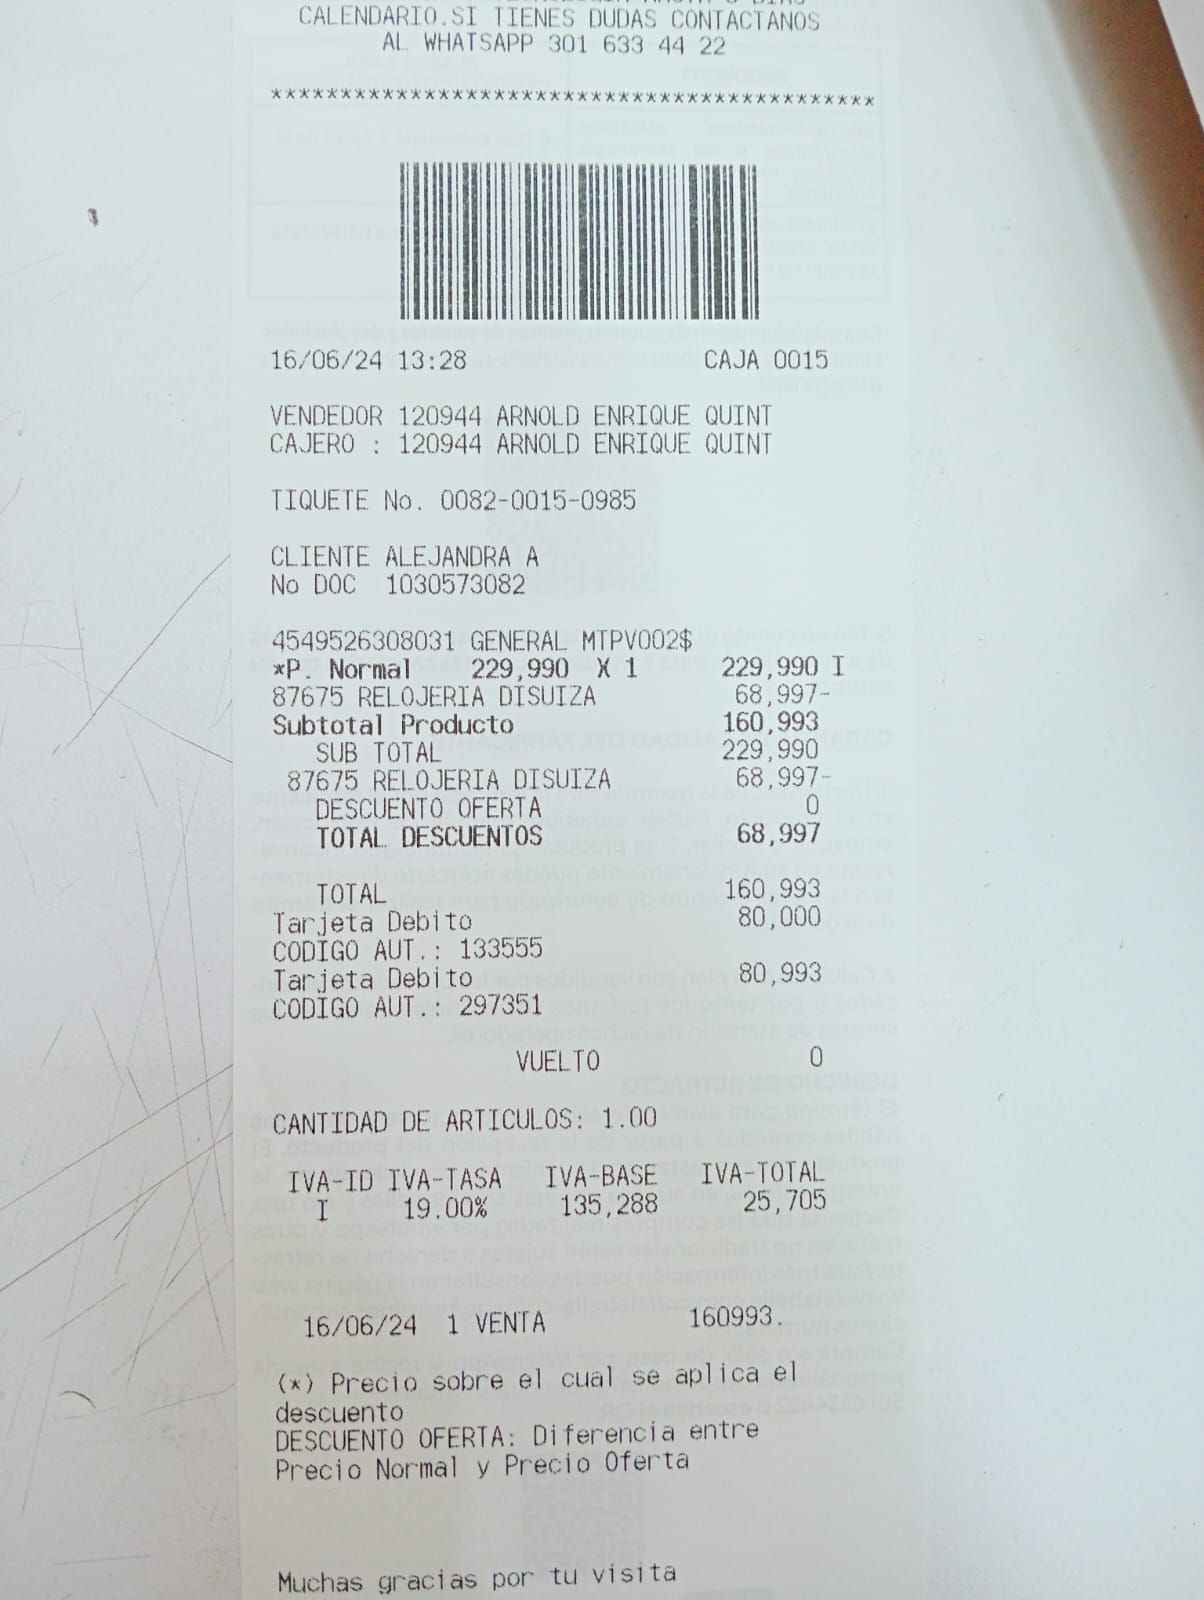 CALENDARIO.SI TIENES DUDAS CONTACTANOS
AL WHATSAPP 301 633 44 22
*******************************************
16/06/24 13:28 CAJA 0015
VENDEDOR 120944 ARNOLD ENRIQUE QUINT
CAJERO : 120944 ARNOLD ENRIQUE QUINT
TIQUETE No. 0082-0015-0985
CLIENTE ALEJANDRA A
No DOC 1030573082
4549526308031 GENERAL MTPV002$
*P. Normal 229,990 X 1 229,990 I
87675 RELOJERIA DISUIZA 68,997-
Subtotal Producto 160,993
SUB TOTAL 229,990
87675 RELOJERIA DISUIZA 68,997-
DESCUENTO OFERTA 0
TOTAL DESCUENTOS 68,997
TOTAL 160,993
Tarjeta Debito 80,000
CODIGO AUT.: 133555
Tarjeta Debito 80,993
CODIGO AUT.: 297351
VUELTO 0
CANTIDAD DE ARTICULOS: 1.00
IVA-ID IVA-TASA IVA-BASE IVA-TOTAL
I 19.00% 135,288 25,705
16/06/24 1 VENTA 160993.
(*) Precio sobre el cual se aplica el
descuento
DESCUENTO OFERTA: Diferencia entre
Precio Normal y Precio Oferta
Muchas gracias por tu visita